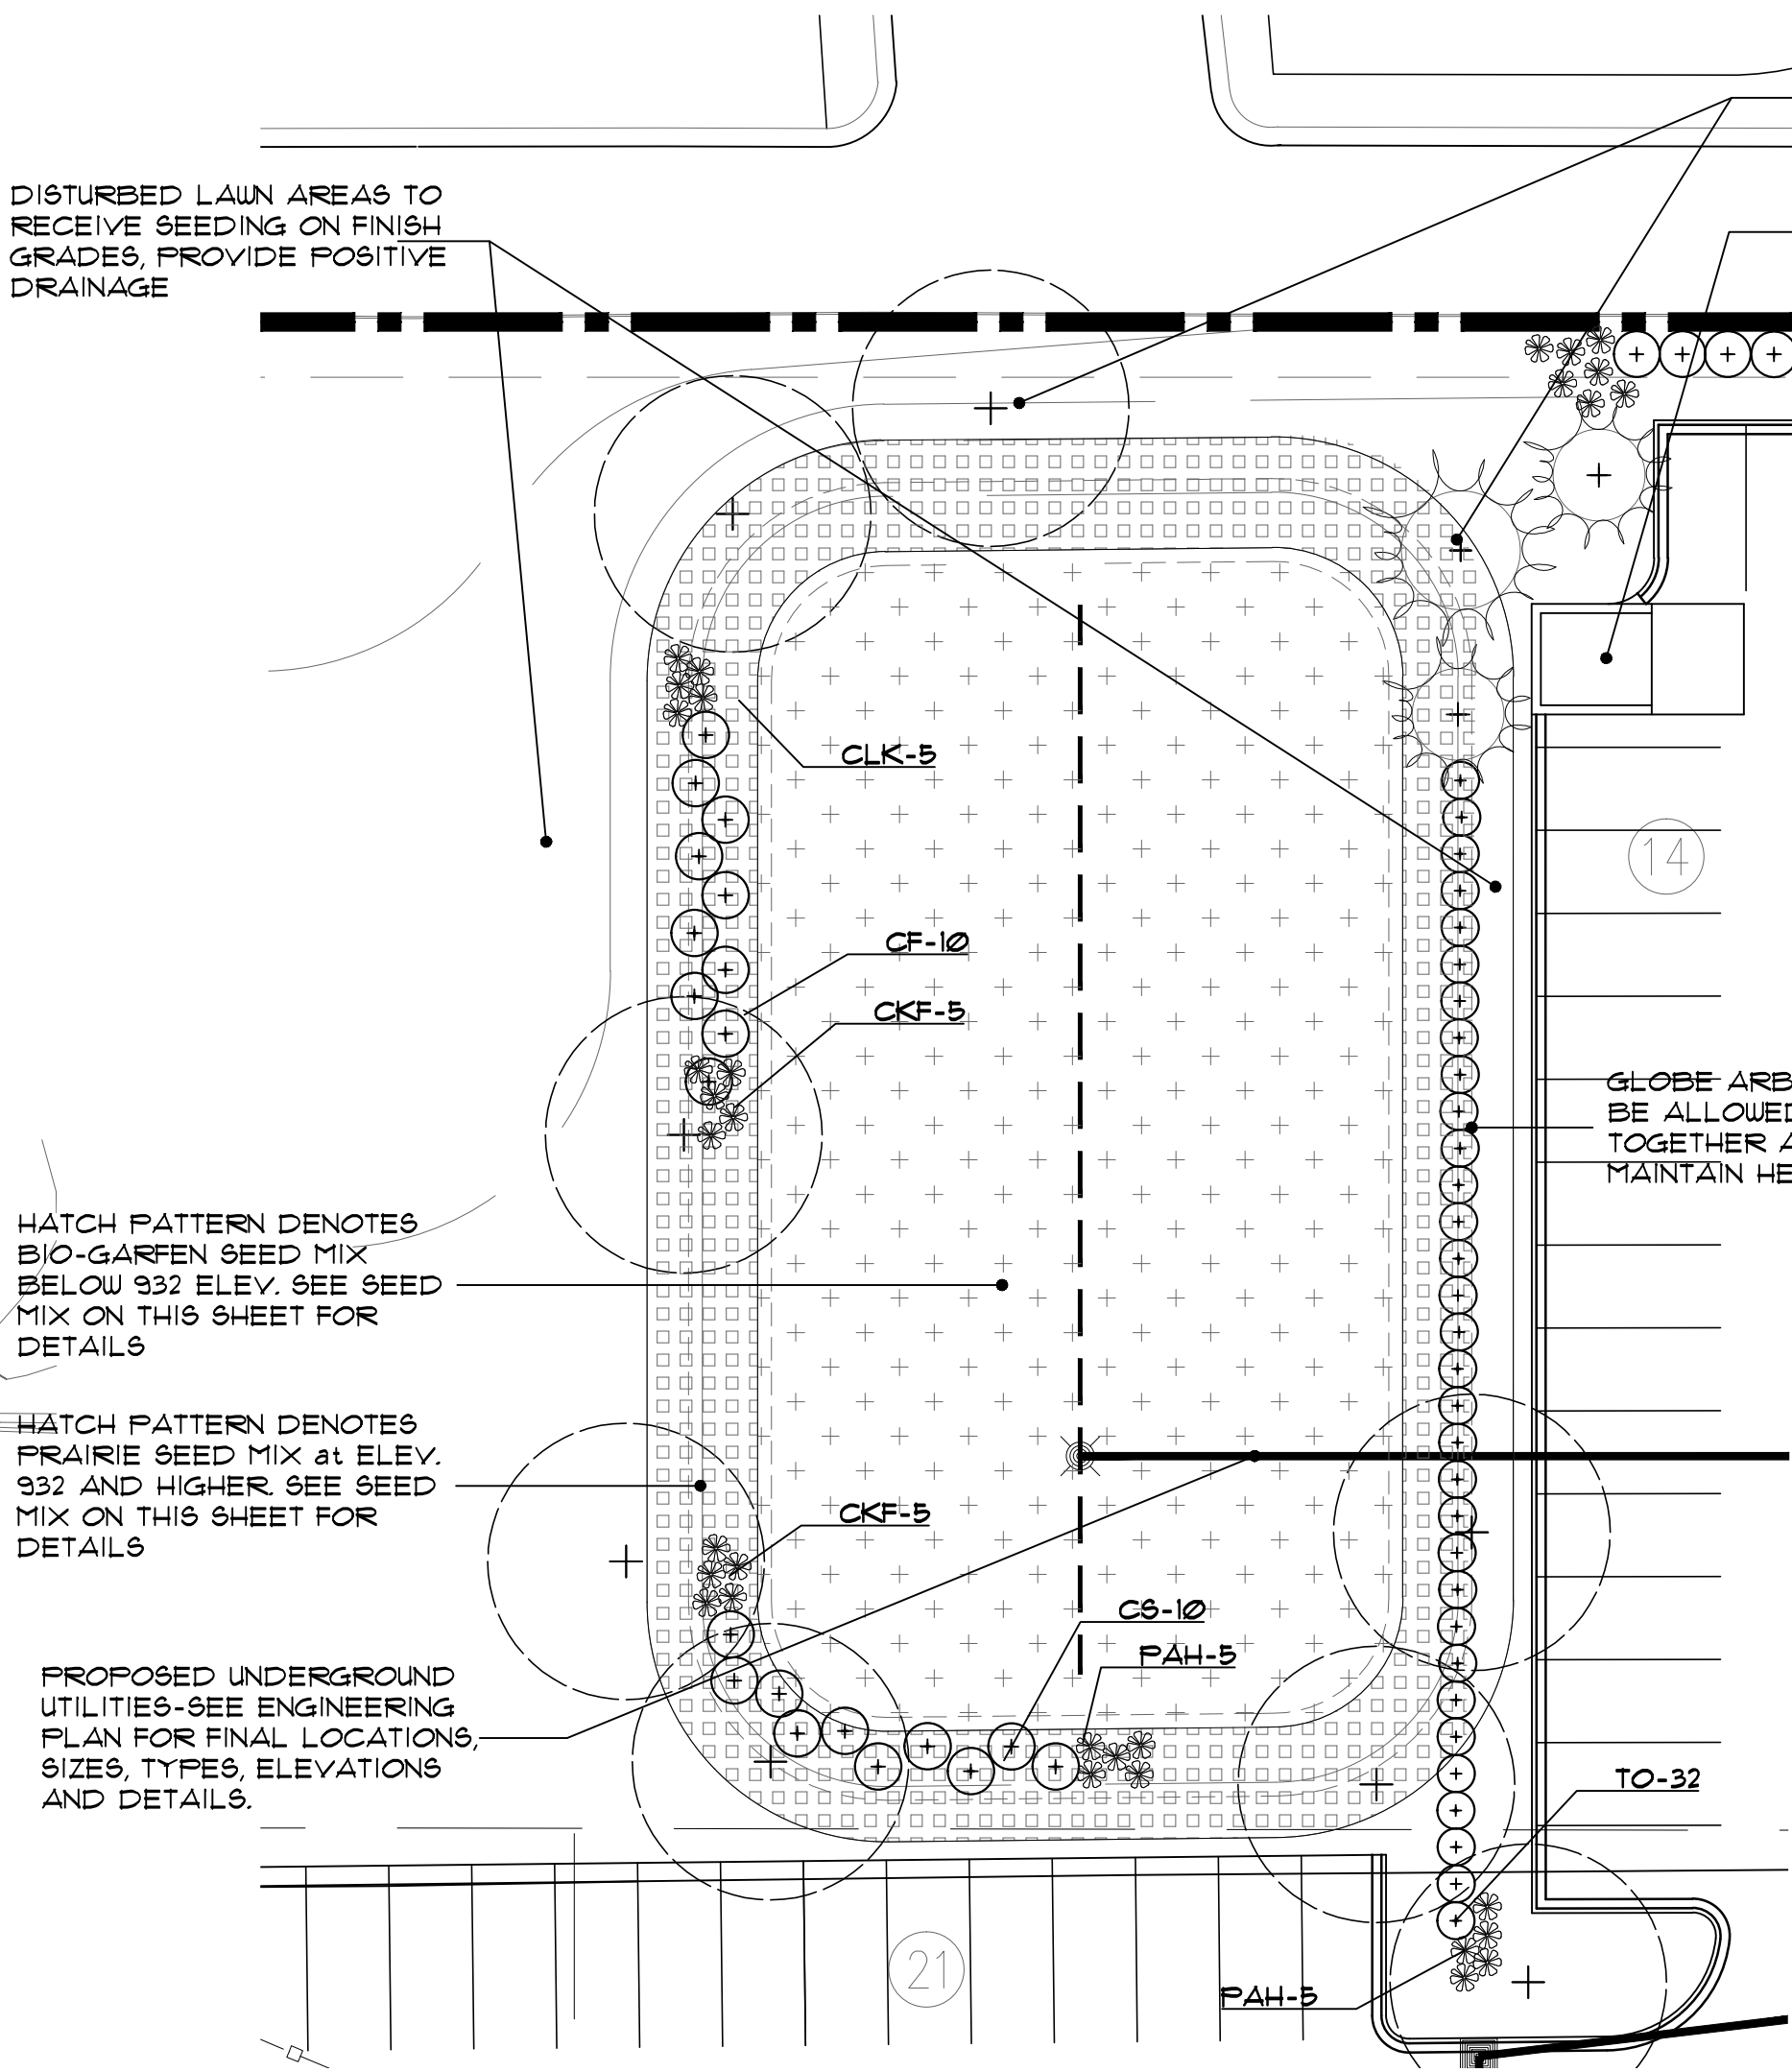 DISTURBED LAWN AREAS TO
RECEIVE SEEDING ON FINISH
GRADES, PROVIDE POSITIVE
DRAINAGE
CLK-5
14
CF-10
CKF-5
GLOBE ARB
BE ALLOWED
TOGETHER A
MAINTAIN HE
HATCH PATTERN DENOTES
BIO-GARFEN SEED MIX
BELOW 932 ELEV. SEE SEED
MIX ON THIS SHEET FOR
DETAILS
HATCH PATTERN DENOTES
PRAIRIE SEED MIX at ELEV.
932 AND HIGHER. SEE SEED
MIX ON THIS SHEET FOR
DETAILS
CKF-5
CS-10
PAH-5
PROPOSED UNDERGROUND
UTILITIES-SEE ENGINEERING
PLAN FOR FINAL LOCATIONS,
SIZES, TYPES, ELEVATIONS
AND DETAILS.
TO-32
21
PAH-5